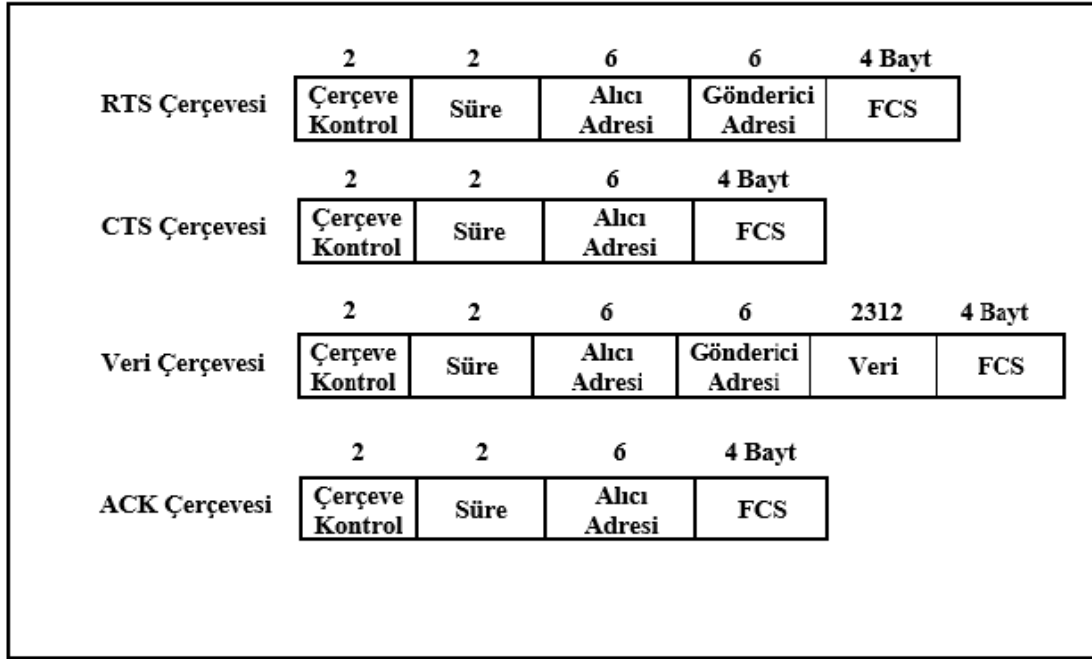 2 2 6 6 4 Bayt
RTS Çerçevesi
Çerçeve Kontrol
Süre
Alıcı Adresi
Gönderici Adresi
FCS
2 2 6 4 Bayt
CTS Çerçevesi
Çerçeve Kontrol
Süre
Alıcı Adresi
FCS
2 2 6 6 2312 4 Bayt
Veri Çerçevesi
Çerçeve Kontrol
Süre
Alıcı Adresi
Gönderici Adresi
Veri
FCS
2 2 6 4 Bayt
ACK Çerçevesi
Çerçeve Kontrol
Süre
Alıcı Adresi
FCS